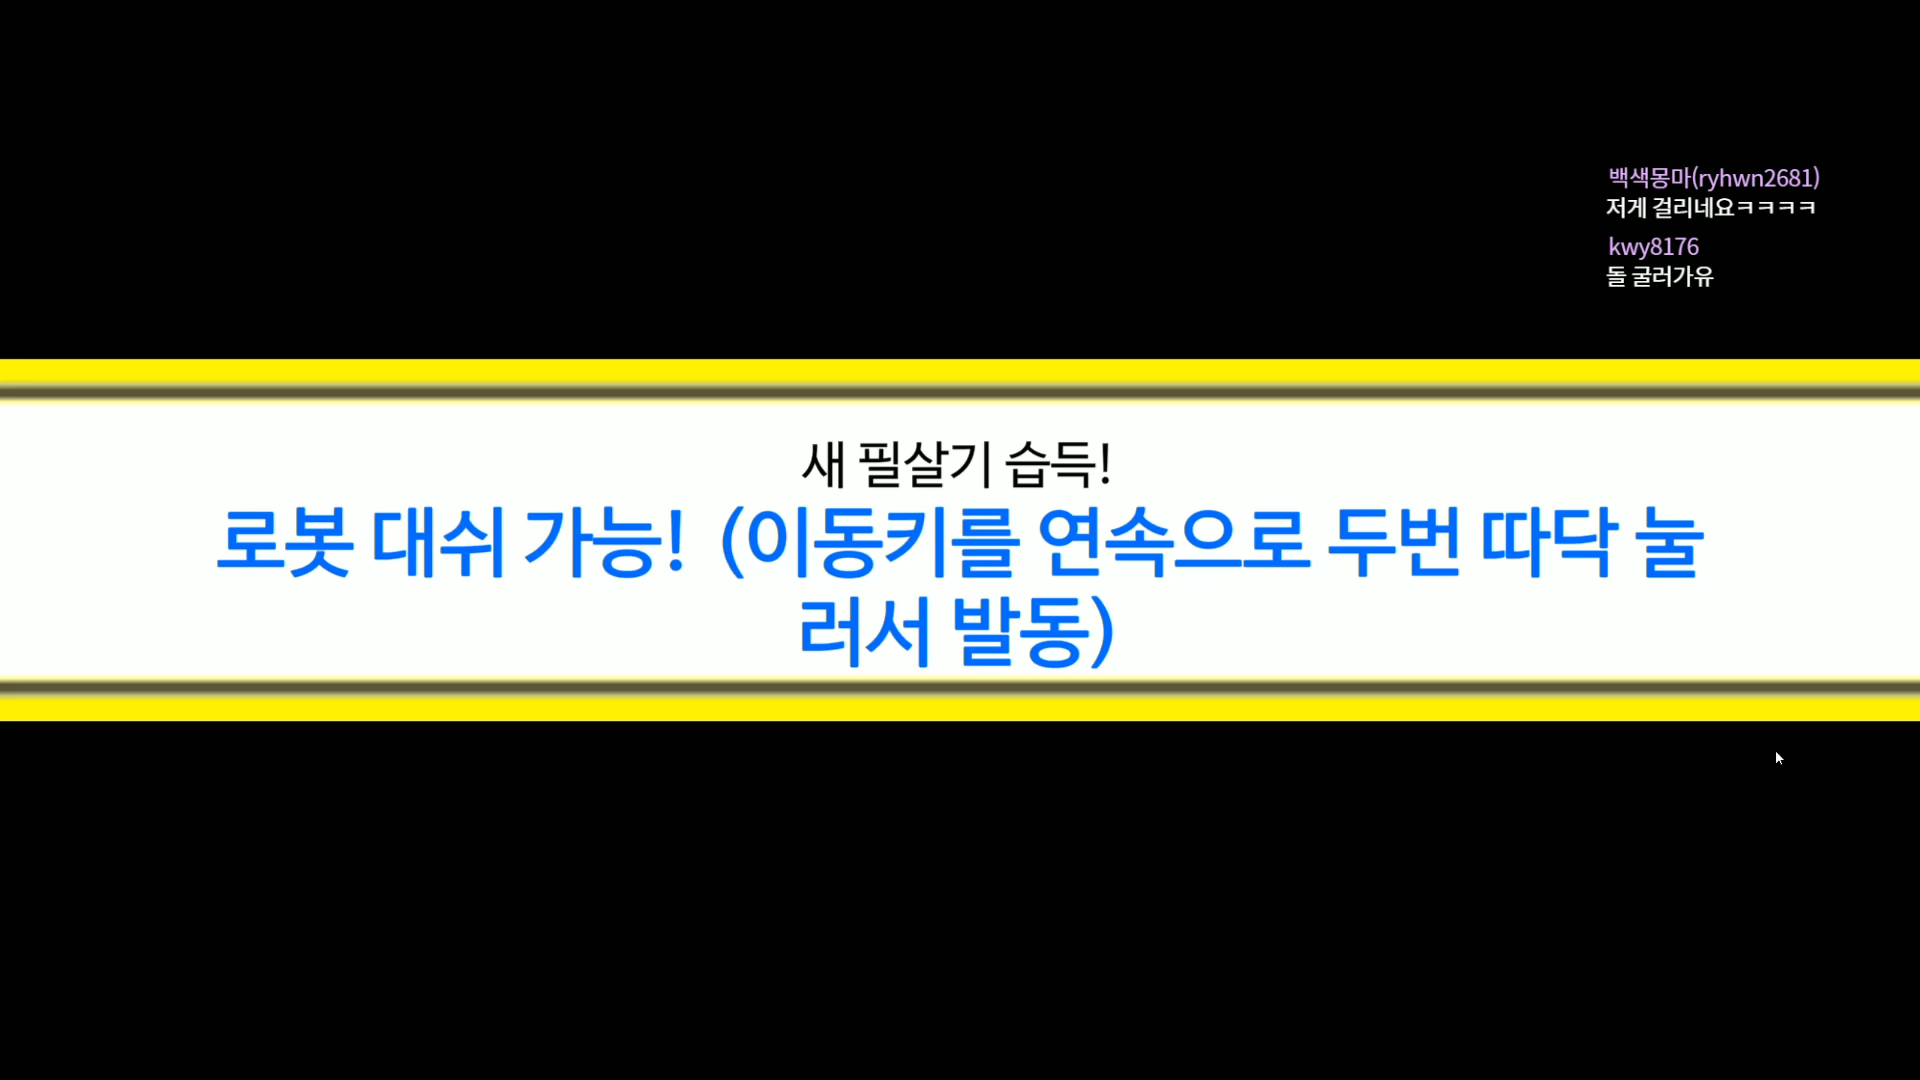 백색몽마(ryhwn2681)
저게 걸리네요ㅋㅋㅋㅋ
kwy8176
돌 굴러가유
새 필살기 습득!
로봇 대쉬 가능! (이동키를 연속으로 두번 따닥 눌
러서 발동)